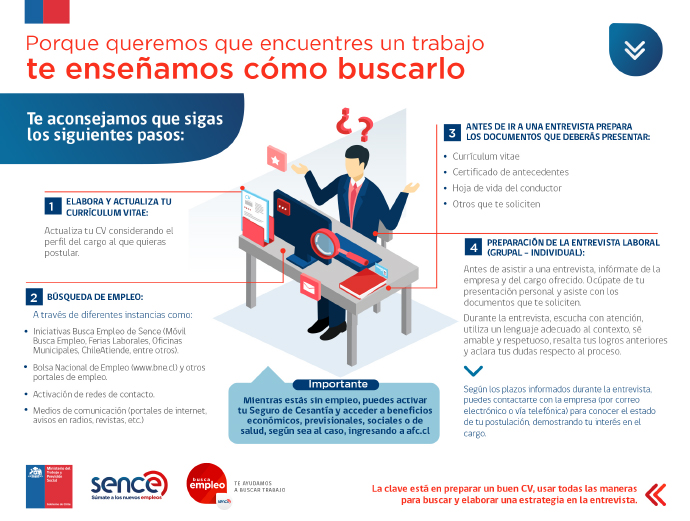 Porque queremos que encuentres un trabajo
te enseñamos cómo buscarlo
Te aconsejamos que sigas
los siguientes pasos:
1 ELABORA Y ACTUALIZA TU
CURRÍCULUM VITAE:
Actualiza tu CV considerando el
perfil del cargo al que quieras
postular.
2 BÚSQUEDA DE EMPLEO:
A través de diferentes instancias como:
• Iniciativas Busca Empleo de Sence (Móvil
Busca Empleo, Ferias Laborales, Oficinas
Municipales, ChileAtiende, entre otros).
• Bolsa Nacional de Empleo (www.bne.cl) y otros
portales de empleo.
• Activación de redes de contacto.
• Medios de comunicación (portales de internet,
avisos en radios, revistas, etc.)
? ?
3 ANTES DE IR A UNA ENTREVISTA PREPARA
LOS DOCUMENTOS QUE DEBERÁS PRESENTAR:
• Currículum vitae
• Certificado de antecedentes
• Hoja de vida del conductor
• Otros que te soliciten
4 PREPARACIÓN DE LA ENTREVISTA LABORAL
(GRUPAL - INDIVIDUAL):
Antes de asistir a una entrevista, infórmate de la
empresa y del cargo ofrecido. Ocúpate de tu
presentación personal y asiste con los
documentos que te soliciten.
Durante la entrevista, escucha con atención,
utiliza un lenguaje adecuado al contexto, sé
amable y respetuoso, resalta tus logros anteriores
y aclara tus dudas respecto al proceso.
Según los plazos informados durante la entrevista,
puedes contactarte con la empresa (por correo
electrónico o vía telefónica) para conocer el estado
de tu postulación, demostrando tu interés en el
cargo.
Importante
Mientras estás sin empleo, puedes activar
tu Seguro de Cesantía y acceder a beneficios
económicos, previsionales, sociales o de
salud, según sea al caso, ingresando a afc.cl
Ministerio del
Trabajo y
Previsión
Social
Gobierno de Chile
sence
Súmate a los nuevos empleos
busca
empleo
sence
TE AYUDAMOS
A BUSCAR TRABAJO
La clave está en preparar un buen CV, usar todas las maneras
para buscar y elaborar una estrategia en la entrevista.